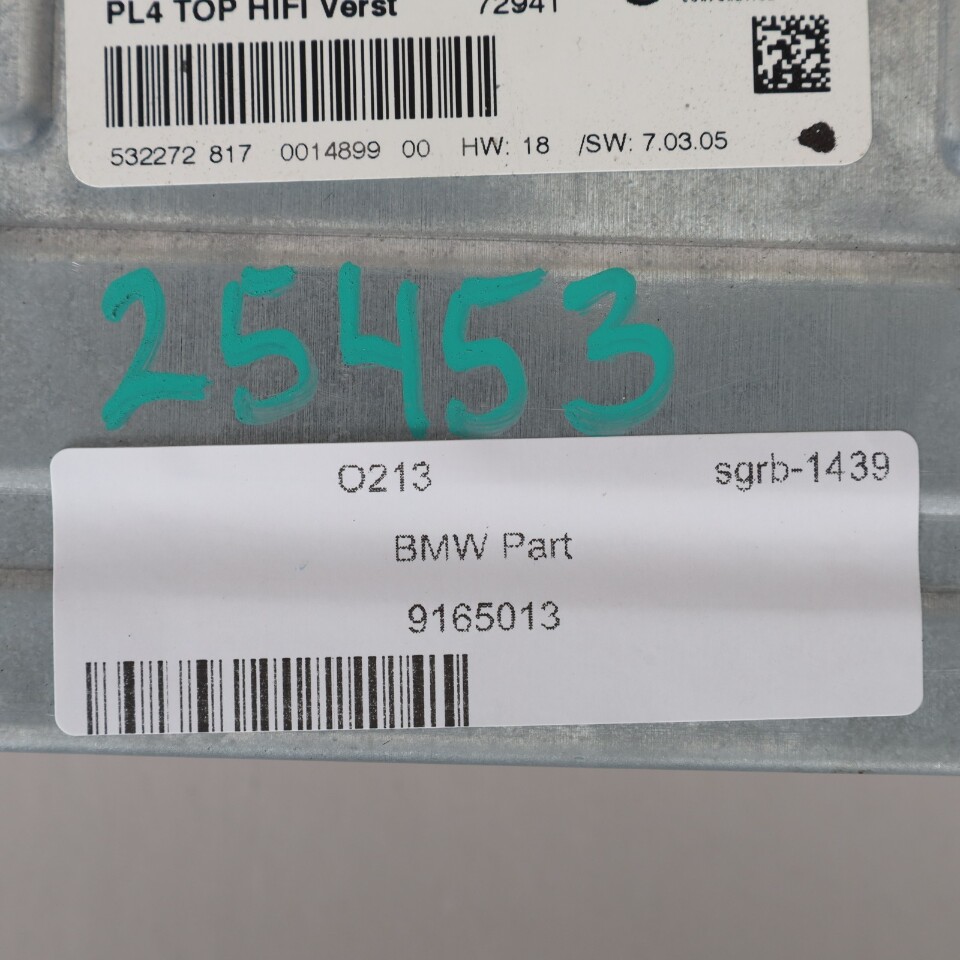 PL4 TOP HIFI Verst 72941
532272 817 0014899 00 HW: 18 /SW: 7.03.05
25453
O213 sgrb-1439
BMW Part
9165013